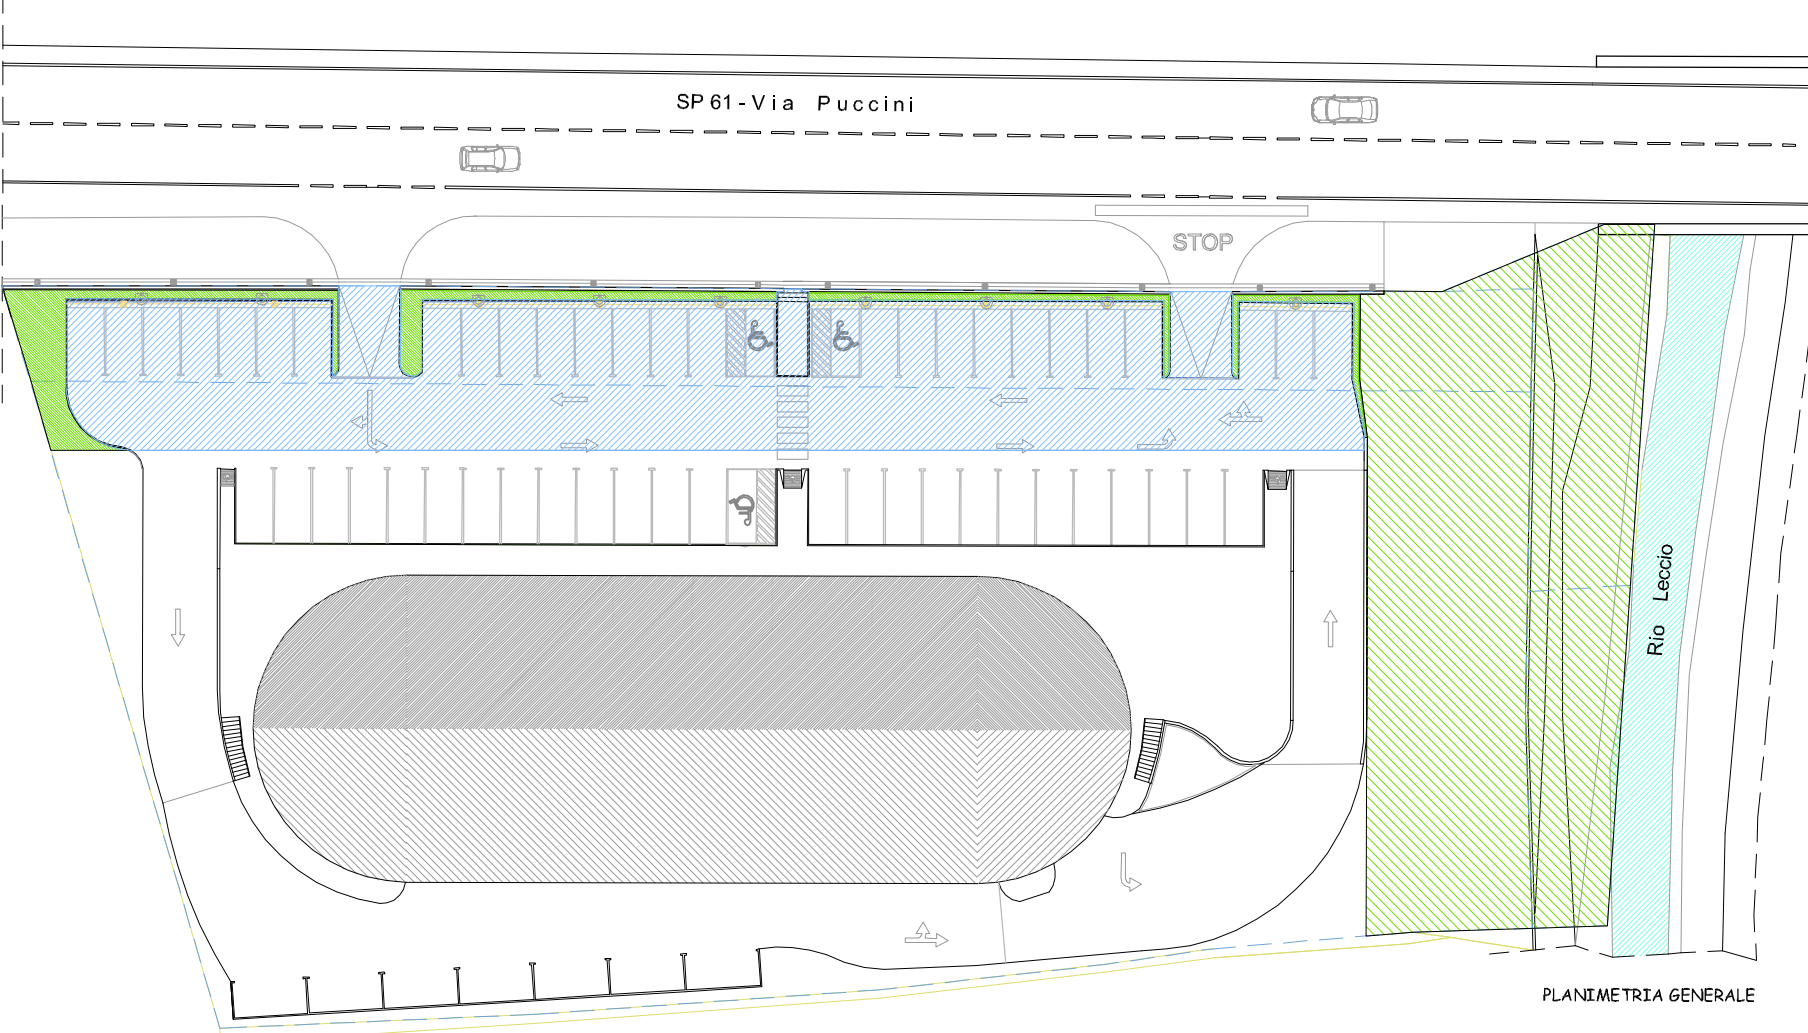 SP 61 - Via Puccini
STOP
Rio Leccio
PLANIMETRIA GENERALE